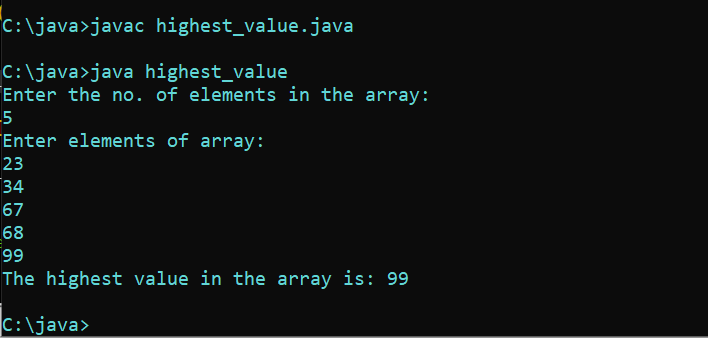 C:\java>javac highest_value.java
C:\java>java highest_value
Enter the no. of elements in the array:
5
Enter elements of array:
23
34
67
68
99
The highest value in the array is: 99
C:\java>